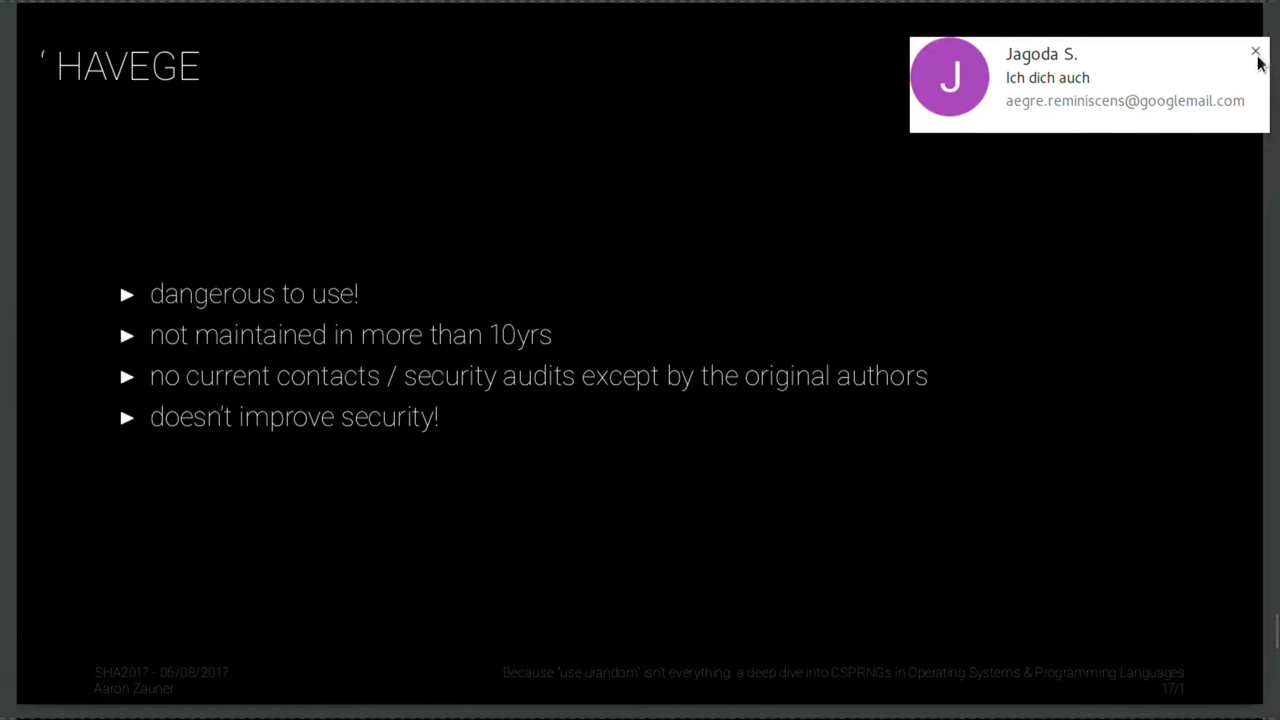 ‘ HAVEGE
J
Jagoda S.
Ich dich auch
aegre.reminiscens@googlemail.com
► dangerous to use!
► not maintained in more than 10yrs
► no current contacts / security audits except by the original authors
► doesn’t improve security!
SHA2017 - 06/08/2017
Aaron Zauner
Because "use urandom" isn't everything a deep dive into CSPRNGs in Operating Systems & Programming Languages
17/1